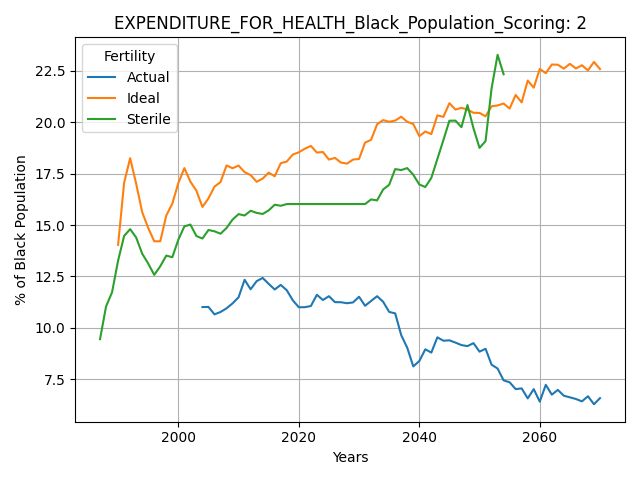 EXPENDITURE_FOR_HEALTH_Black_Population_Scoring: 2
Fertility
Actual
Ideal
Sterile
% of Black Population
22.5
20.0
17.5
15.0
12.5
10.0
7.5
2000 2020 2040 2060
Years